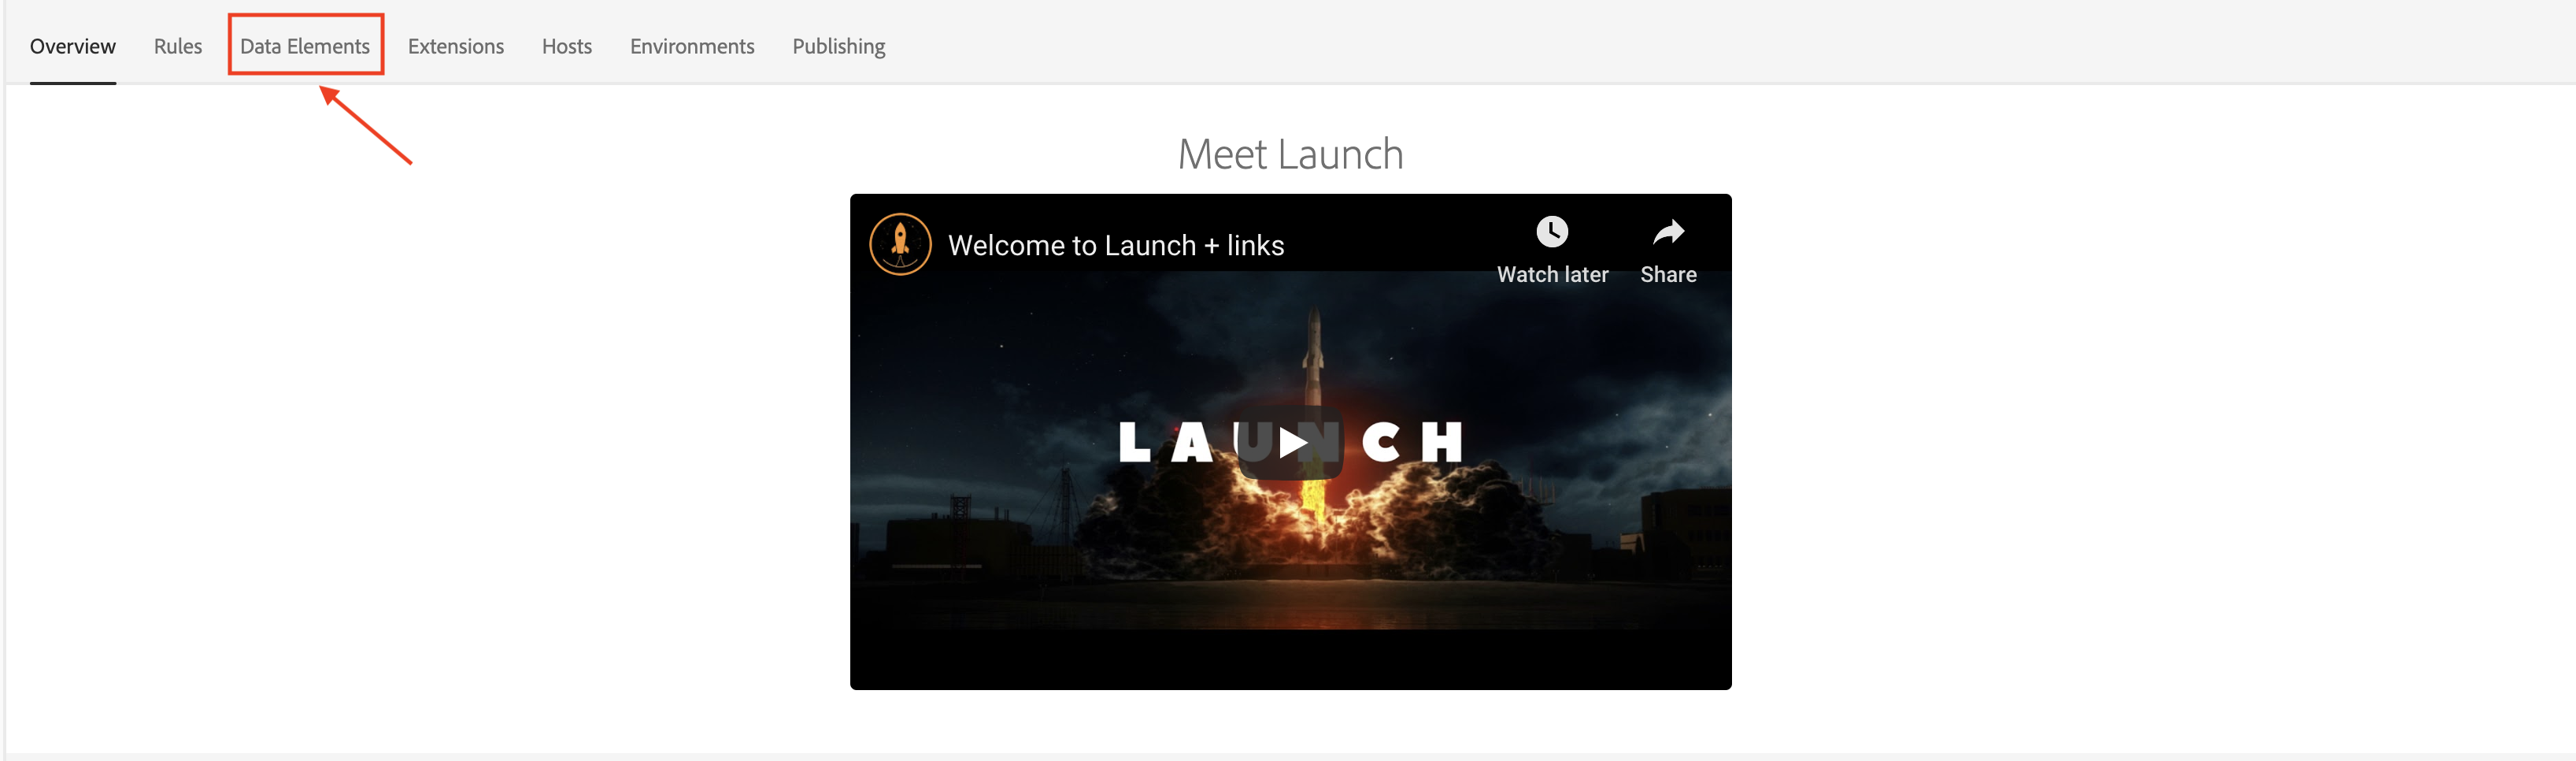 Overview Rules Data Elements Extensions Hosts Environments Publishing
Meet Launch
Welcome to Launch + links
Watch later Share
LAUNCH